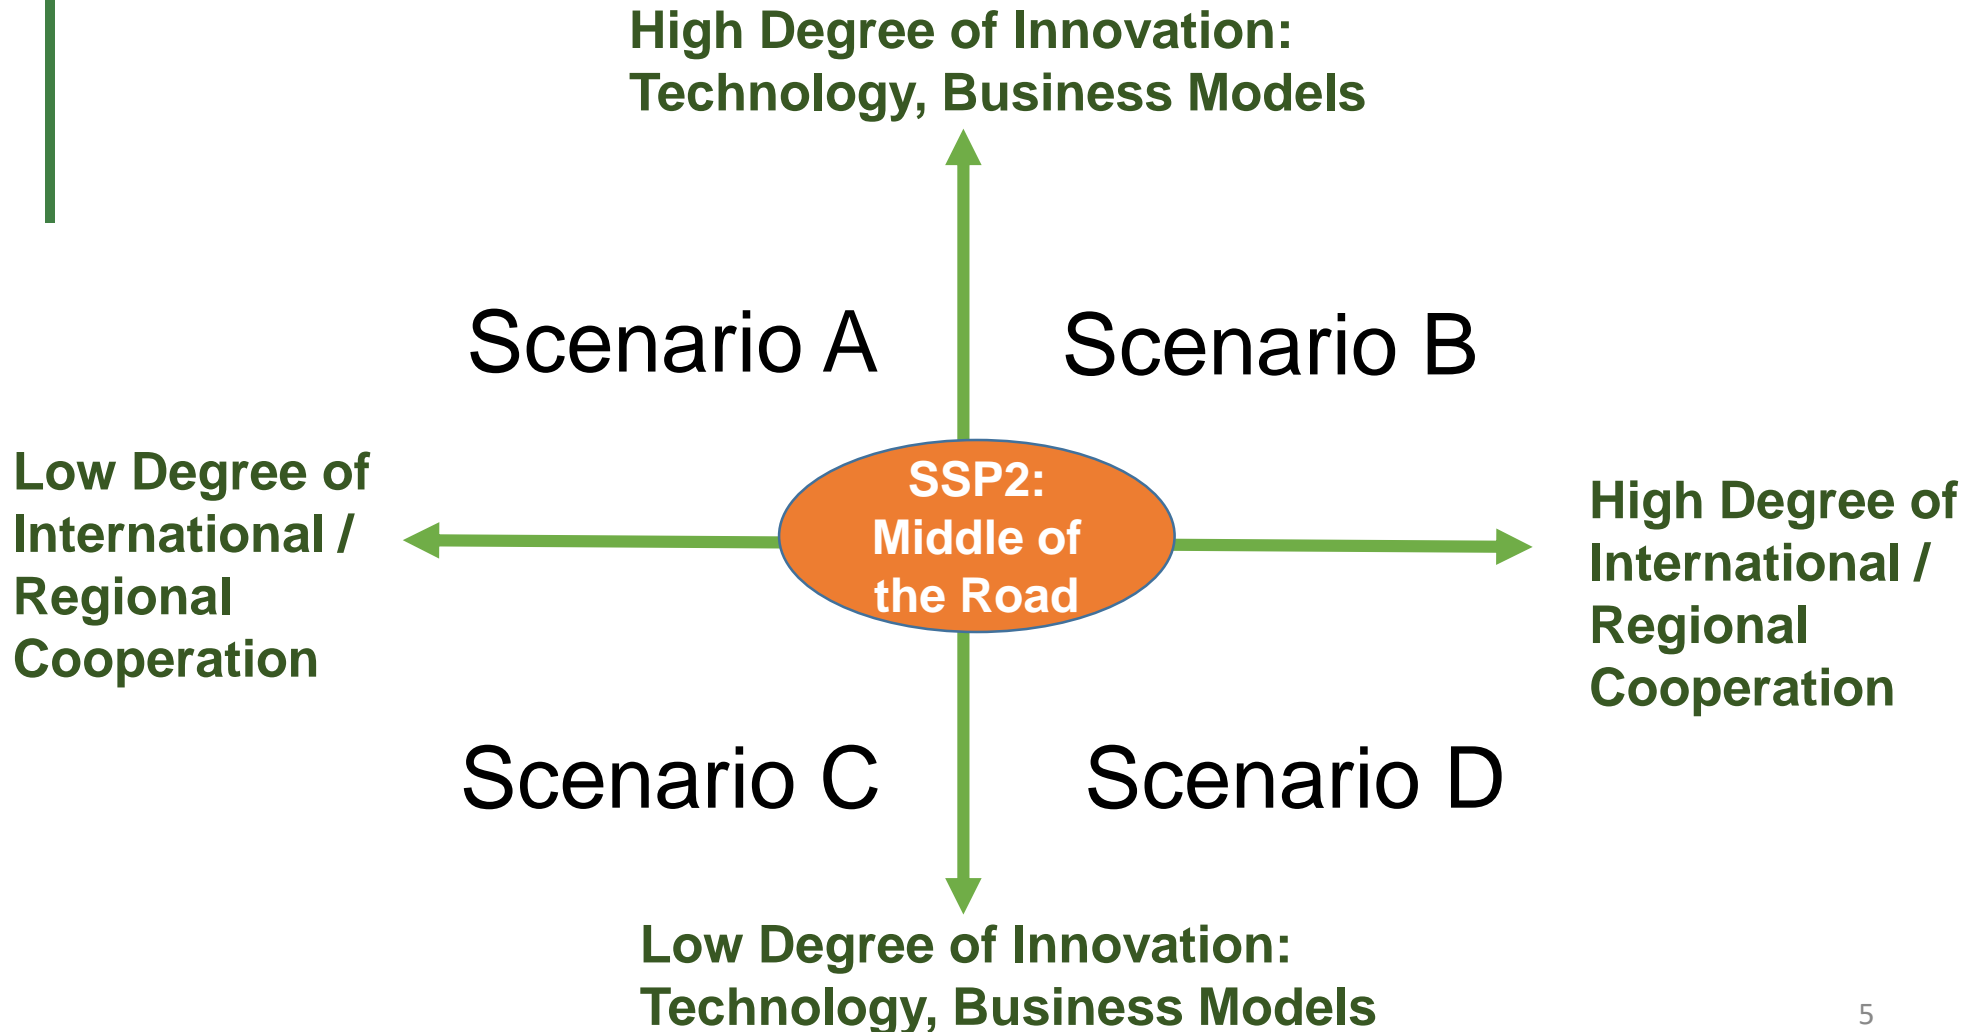 High Degree of Innovation:
Technology, Business Models
Scenario A
Scenario B
Low Degree of
International /
Regional
Cooperation
SSP2:
Middle of
the Road
High Degree of
International /
Regional
Cooperation
Scenario C
Scenario D
Low Degree of Innovation:
Technology, Business Models
5